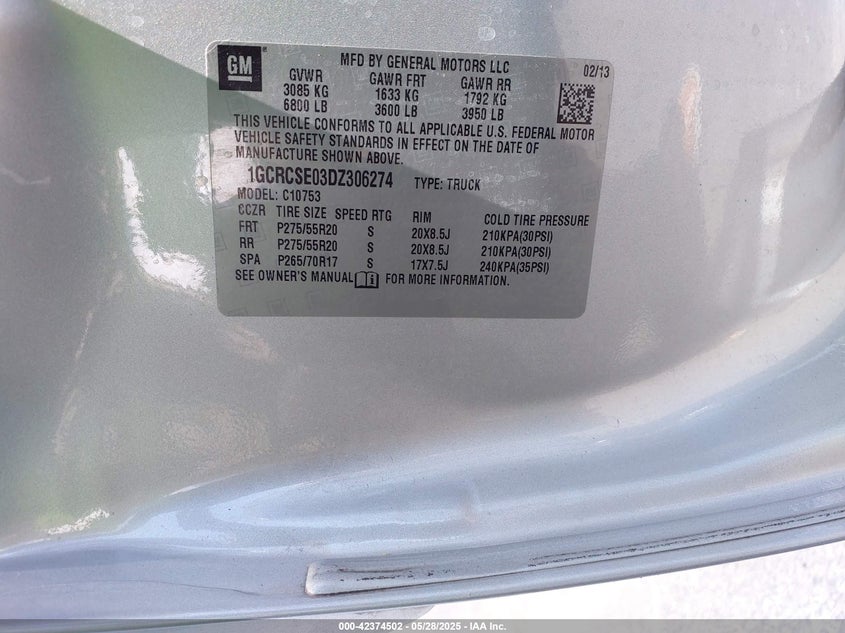 GM
MFD BY GENERAL MOTORS LLC
02/13
GVWR GAWR FRT GAWR RR
3085 KG 1633 KG 1792 KG
6800 LB 3600 LB 3950 LB
THIS VEHICLE CONFORMS TO ALL APPLICABLE U.S. FEDERAL MOTOR
VEHICLE SAFETY STANDARDS IN EFFECT ON THE DATE OF
MANUFACTURE SHOWN ABOVE.
1GCRCSE03DZ306274 TYPE: TRUCK
MODEL: C10753
CCZR TIRE SIZE SPEED RTG RIM COLD TIRE PRESSURE
FRT P275/55R20 S 20X8.5J 210KPA(30PSI)
RR P275/55R20 S 20X8.5J 210KPA(30PSI)
SPA P265/70R17 S 17X7.5J 240KPA(35PSI)
SEE OWNER'S MANUAL FOR MORE INFORMATION.
000-42374502 — 05/28/2025 — IAA Inc.